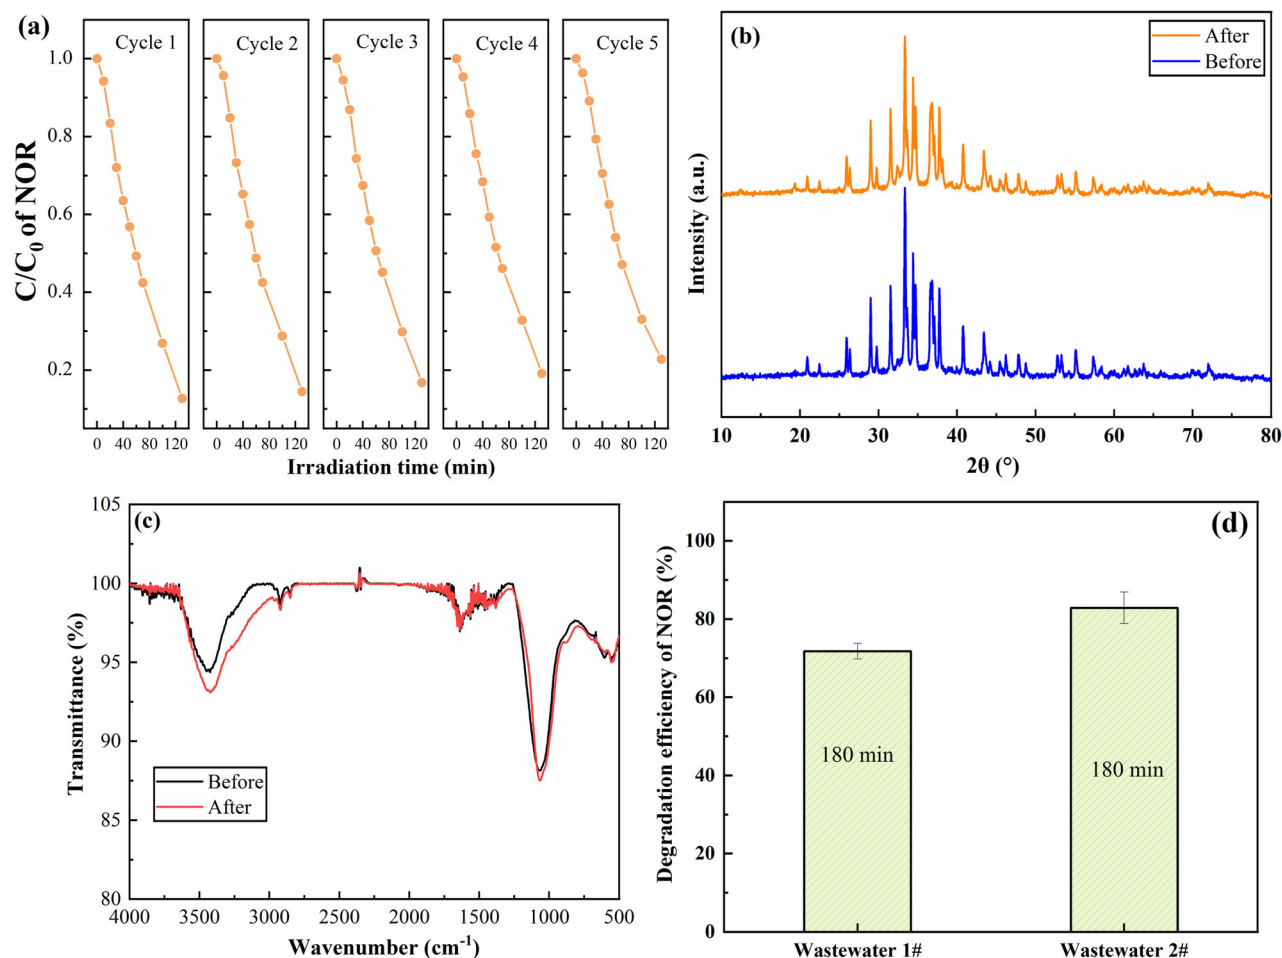 (a)
Cycle 1
Cycle 2
Cycle 3
Cycle 4
Cycle 5
C/C₀ of NOR
1.0
0.8
0.6
0.4
0.2
0 40 80 120
0 40 80 120
0 40 80 120
0 40 80 120
0 40 80 120
Irradiation time (min)
(b)
After
Before
Intensity (a.u.)
10 20 30 40 50 60 70 80
2θ (°)
(c)
Transmittance (%)
105
100
95
90
85
80
Before
After
4000 3500 3000 2500 2000 1500 1000 500
Wavenumber (cm⁻¹)
(d)
Degradation efficiency of NOR (%)
100
80
60
40
20
0
180 min
180 min
Wastewater 1#
Wastewater 2#